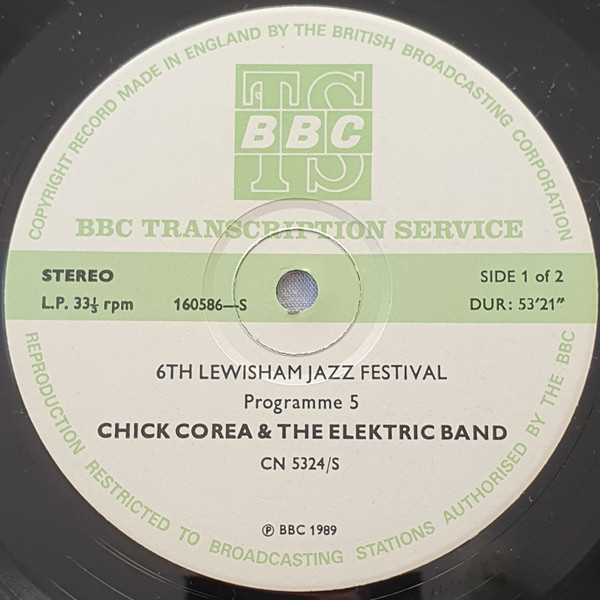 COPYRIGHT RECORD MADE IN ENGLAND BY THE BRITISH BROADCASTING CORPORATION
TS
BBC
BBC TRANSCRIPTION SERVICE
STEREO
SIDE 1 of 2
L.P. 33⅓ rpm
160586—S
DUR: 53'21"
6TH LEWISHAM JAZZ FESTIVAL
Programme 5
CHICK COREA & THE ELEKTRIC BAND
CN 5324/S
℗ BBC 1989
REPRODUCTION RESTRICTED TO BROADCASTING STATIONS AUTHORISED BY THE BBC